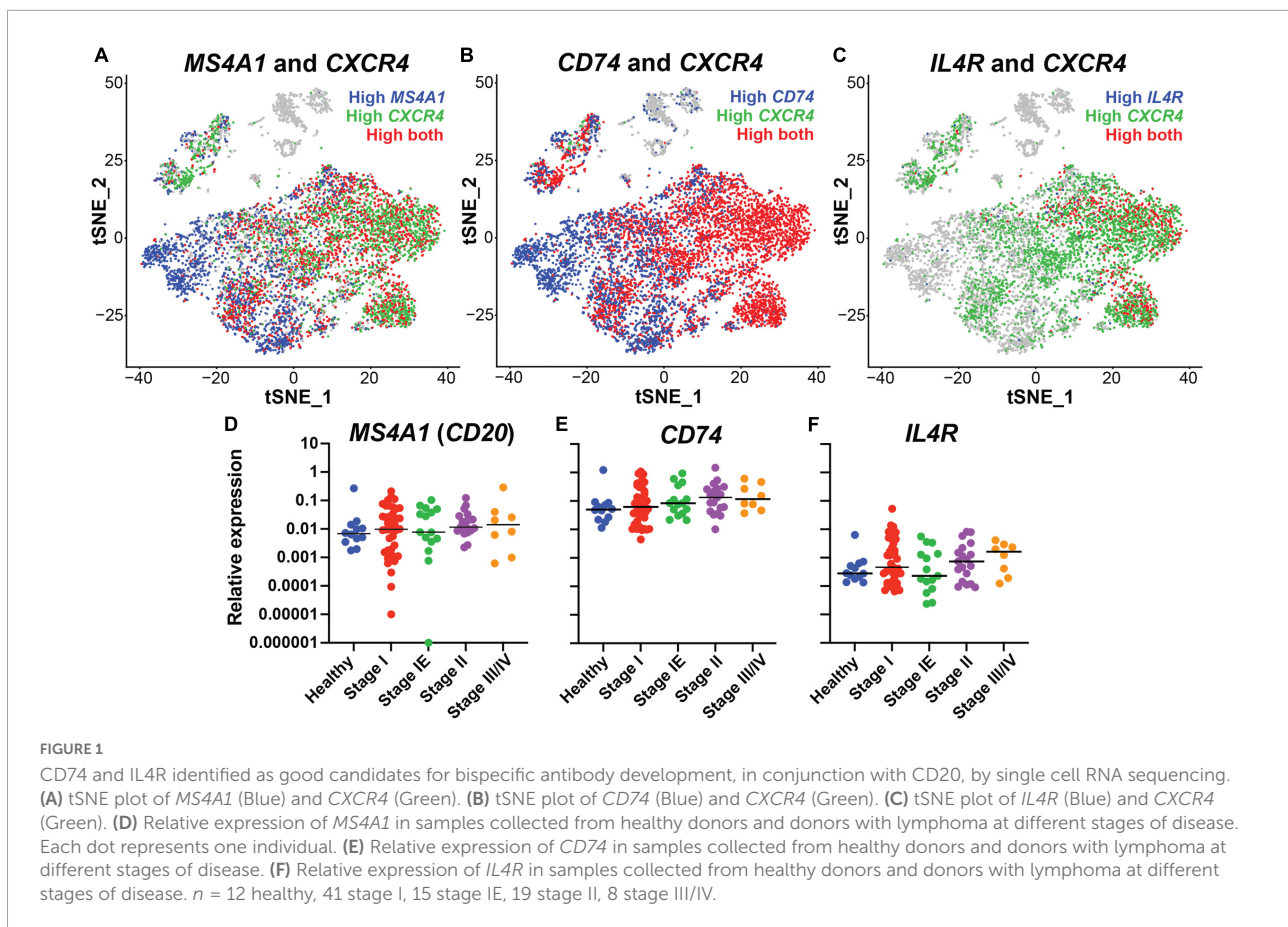 A
MS4A1 and CXCR4
High MS4A1
High CXCR4
High both
50
25
0
−25
tSNE_2
−40
−20
0
20
40
tSNE_1
B
CD74 and CXCR4
High CD74
High CXCR4
High both
50
25
0
−25
tSNE_2
−40
−20
0
20
40
tSNE_1
C
IL4R and CXCR4
High IL4R
High CXCR4
High both
50
25
0
−25
tSNE_2
−40
−20
0
20
40
tSNE_1
D
MS4A1 (CD20)
Relative expression
10
1
0.1
0.01
0.001
0.0001
0.00001
0.000001
Healthy
Stage I
Stage IE
Stage II
Stage III/IV
E
CD74
Healthy
Stage I
Stage IE
Stage II
Stage III/IV
F
IL4R
Healthy
Stage I
Stage IE
Stage II
Stage III/IV
FIGURE 1
CD74 and IL4R identified as good candidates for bispecific antibody development, in conjunction with CD20, by single cell RNA sequencing.
(A) tSNE plot of MS4A1 (Blue) and CXCR4 (Green). (B) tSNE plot of CD74 (Blue) and CXCR4 (Green). (C) tSNE plot of IL4R (Blue) and CXCR4
(Green). (D) Relative expression of MS4A1 in samples collected from healthy donors and donors with lymphoma at different stages of disease.
Each dot represents one individual. (E) Relative expression of CD74 in samples collected from healthy donors and donors with lymphoma at
different stages of disease. (F) Relative expression of IL4R in samples collected from healthy donors and donors with lymphoma at different
stages of disease. n = 12 healthy, 41 stage I, 15 stage IE, 19 stage II, 8 stage III/IV.